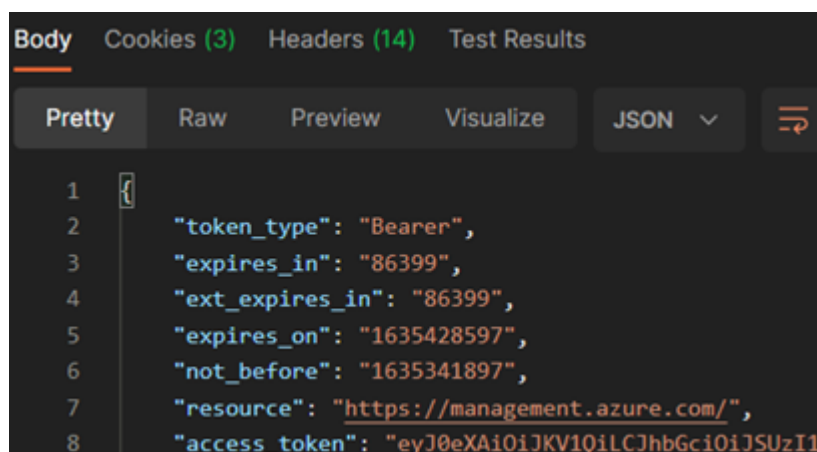 Body Cookies (3) Headers (14) Test Results
Pretty Raw Preview Visualize JSON
1 {
2 "token_type": "Bearer",
3 "expires_in": "86399",
4 "ext_expires_in": "86399",
5 "expires_on": "1635428597",
6 "not_before": "1635341897",
7 "resource": "https://management.azure.com/",
8 "access_token": "eyJ0eXAiOiJKV1QiLCJhbGciOiJSUzI1